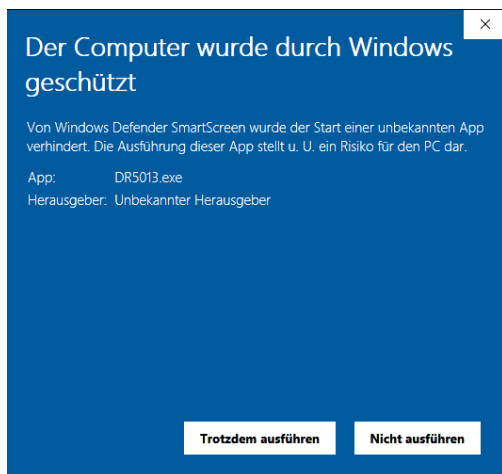 Der Computer wurde durch Windows
geschützt
Von Windows Defender SmartScreen wurde der Start einer unbekannten App
verhindert. Die Ausführung dieser App stellt u. U. ein Risiko für den PC dar.
App: DR5013.exe
Herausgeber: Unbekannter Herausgeber
Trotzdem ausführen Nicht ausführen